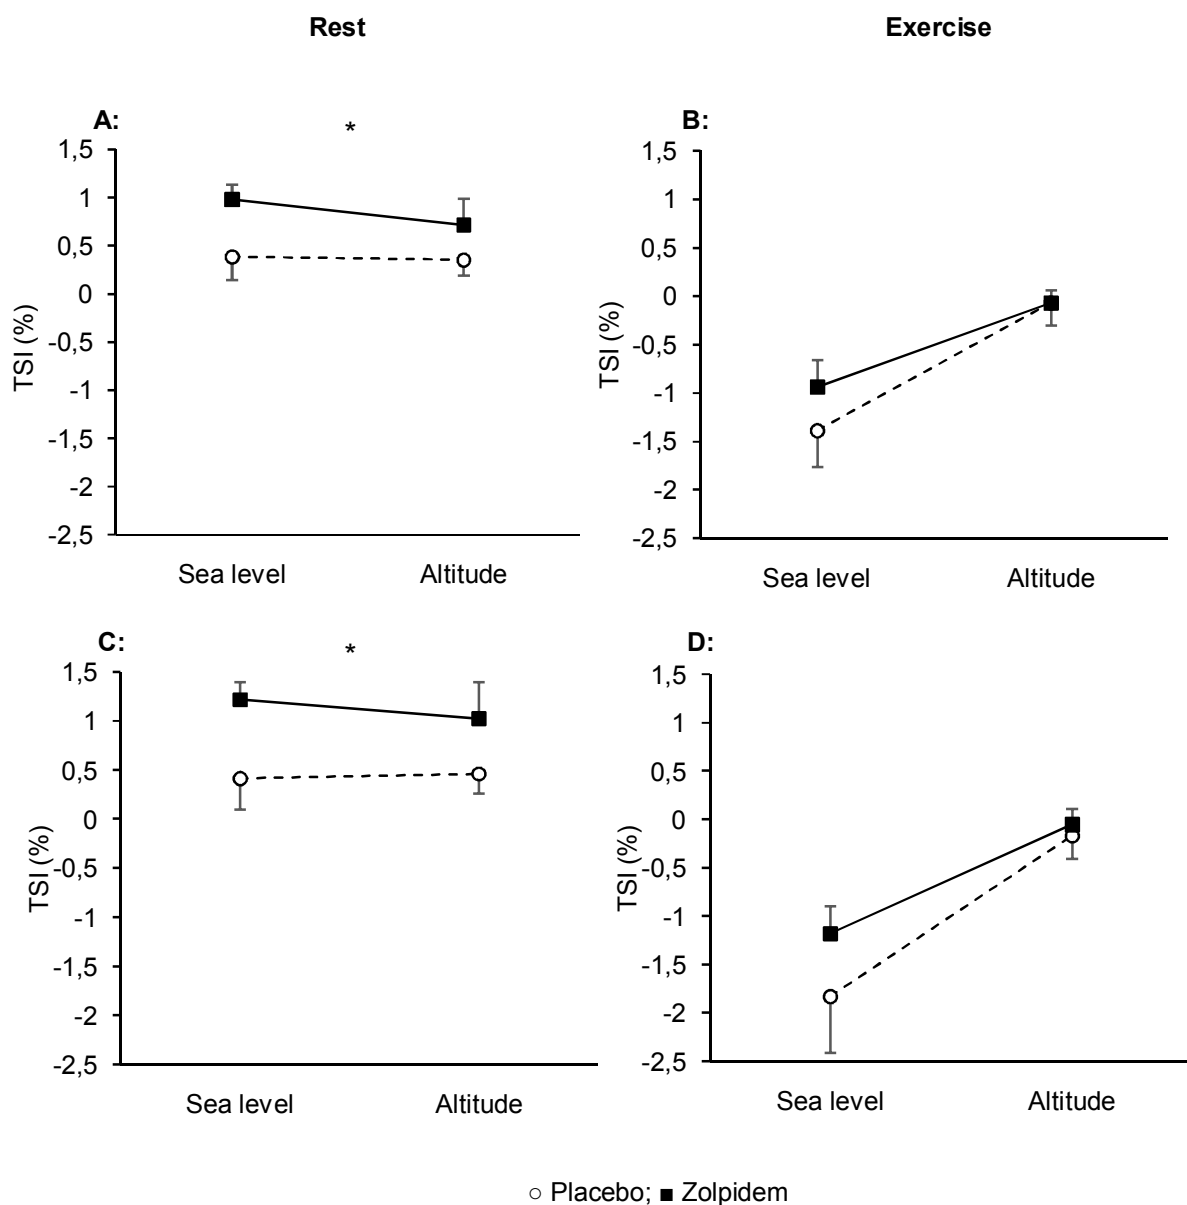 Rest
Exercise
A:
*
1,5
1
0,5
0
-0,5
-1
-1,5
-2
-2,5
TSI (%)
Sea level
Altitude
B:
1,5
1
0,5
0
-0,5
-1
-1,5
-2
-2,5
TSI (%)
Sea level
Altitude
C:
*
1,5
1
0,5
0
-0,5
-1
-1,5
-2
-2,5
TSI (%)
Sea level
Altitude
D:
1,5
1
0,5
0
-0,5
-1
-1,5
-2
-2,5
TSI (%)
Sea level
Altitude
○ Placebo; ■ Zolpidem